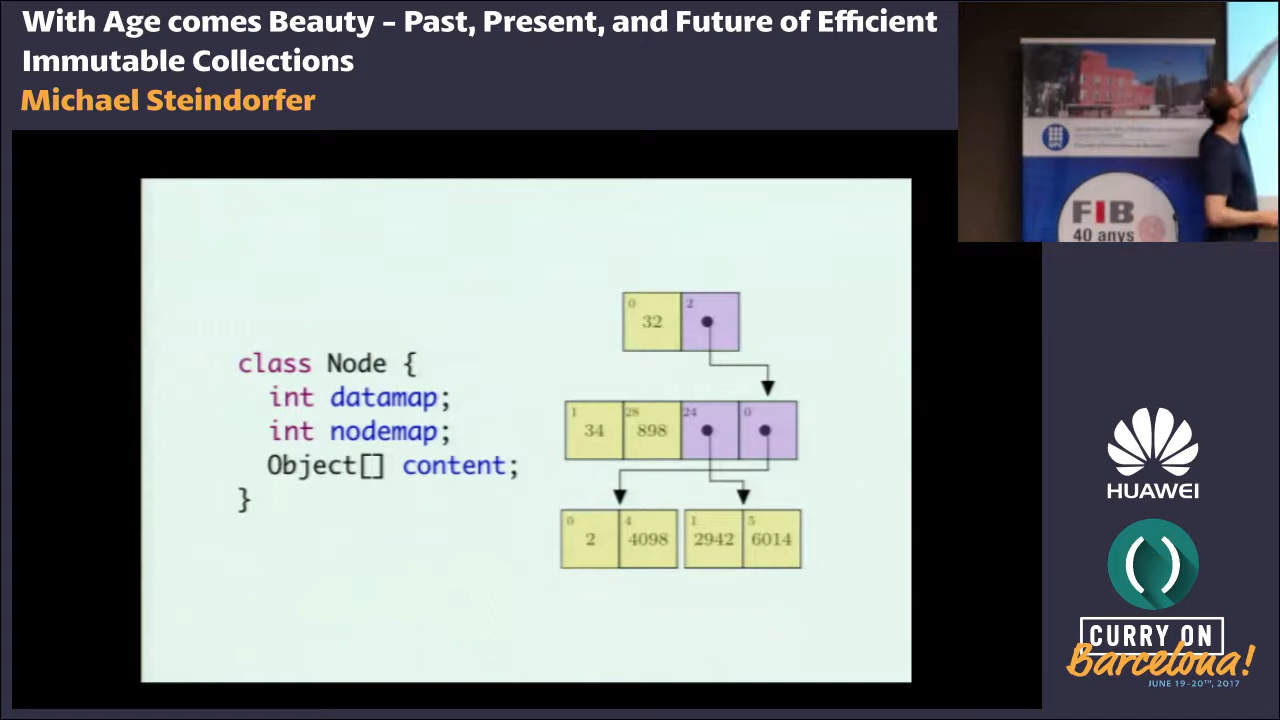 With Age comes Beauty – Past, Present, and Future of Efficient
Immutable Collections
Michael Steindorfer
FIB
40 anys
class Node {
int datamap;
int nodemap;
Object[] content;
}
0 2
32
1 28 24 0
34 898
0 4 1 5
2 4098 2942 6014
HUAWEI
( )
CURRY ON
Barcelona!
JUNE 19-20TH, 2017